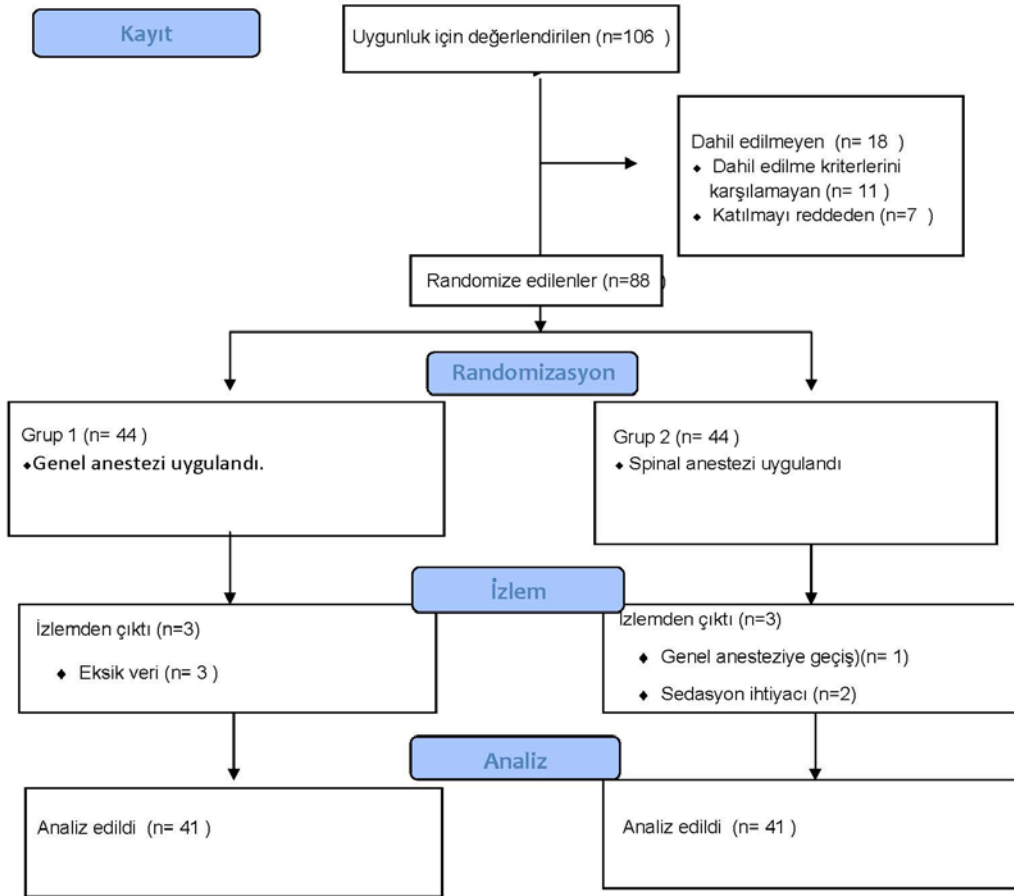 Kayıt
Uygunluk için değerlendirilen (n=106 )
Dahil edilmeyen (n= 18 )
⬥ Dahil edilme kriterlerini
karşılamayan (n= 11 )
⬥ Katılmayı reddeden (n=7 )
Randomize edilenler (n=88 )
Randomizasyon
Grup 1 (n= 44 )
⬥Genel anestezi uygulandı.
Grup 2 (n= 44 )
⬥ Spinal anestezi uygulandı
İzlem
İzlemden çıktı (n=3)
⬥ Eksik veri (n= 3 )
İzlemden çıktı (n=3)
⬥ Genel anesteziye geçiş)(n= 1)
⬥ Sedasyon ihtiyacı (n=2)
Analiz
Analiz edildi (n= 41 )
Analiz edildi (n= 41 )